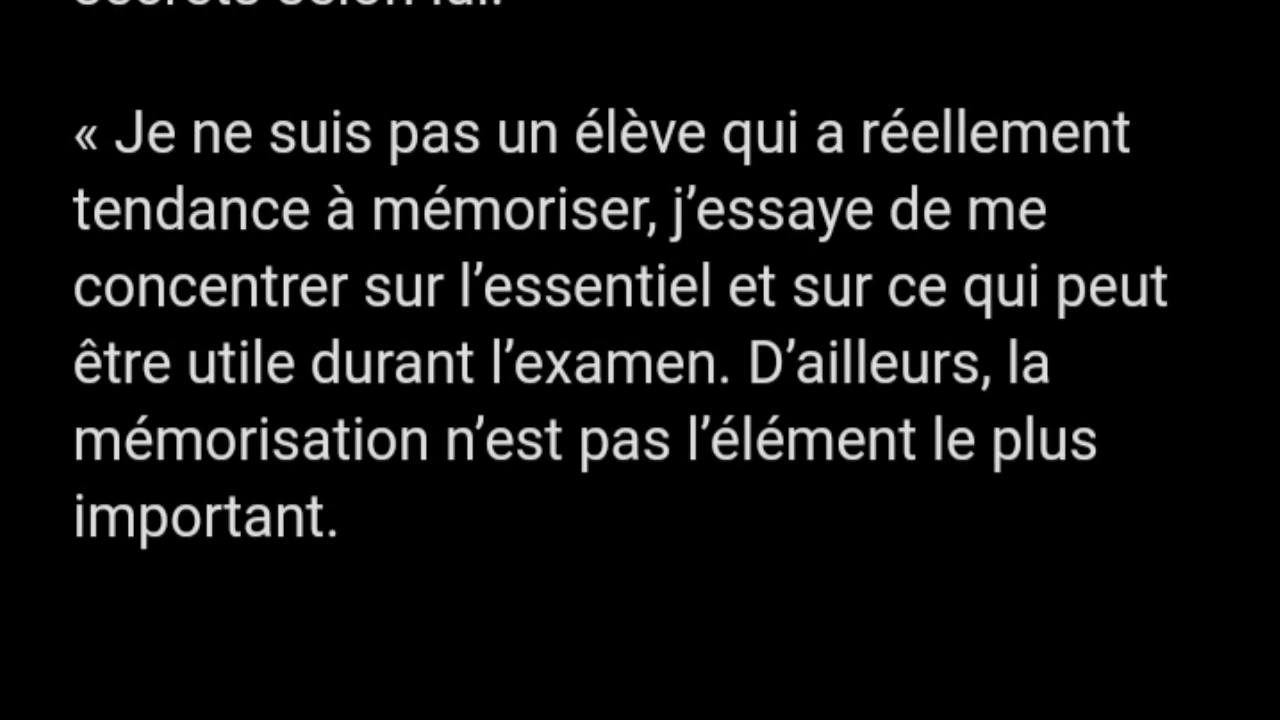 « Je ne suis pas un élève qui a réellement
tendance à mémoriser, j’essaye de me
concentrer sur l’essentiel et sur ce qui peut
être utile durant l’examen. D’ailleurs, la
mémorisation n’est pas l’élément le plus
important.